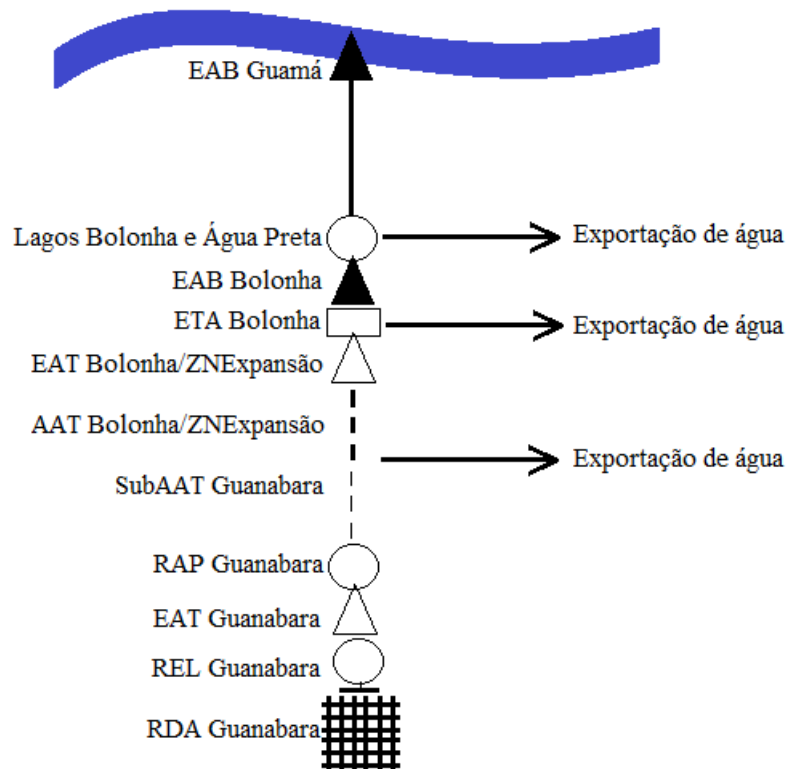 EAB Guamá
Lagos Bolonha e Água Preta
Exportação de água
EAB Bolonha
ETA Bolonha
Exportação de água
EAT Bolonha/ZNExpansão
AAT Bolonha/ZNExpansão
Exportação de água
SubAAT Guanabara
RAP Guanabara
EAT Guanabara
REL Guanabara
RDA Guanabara